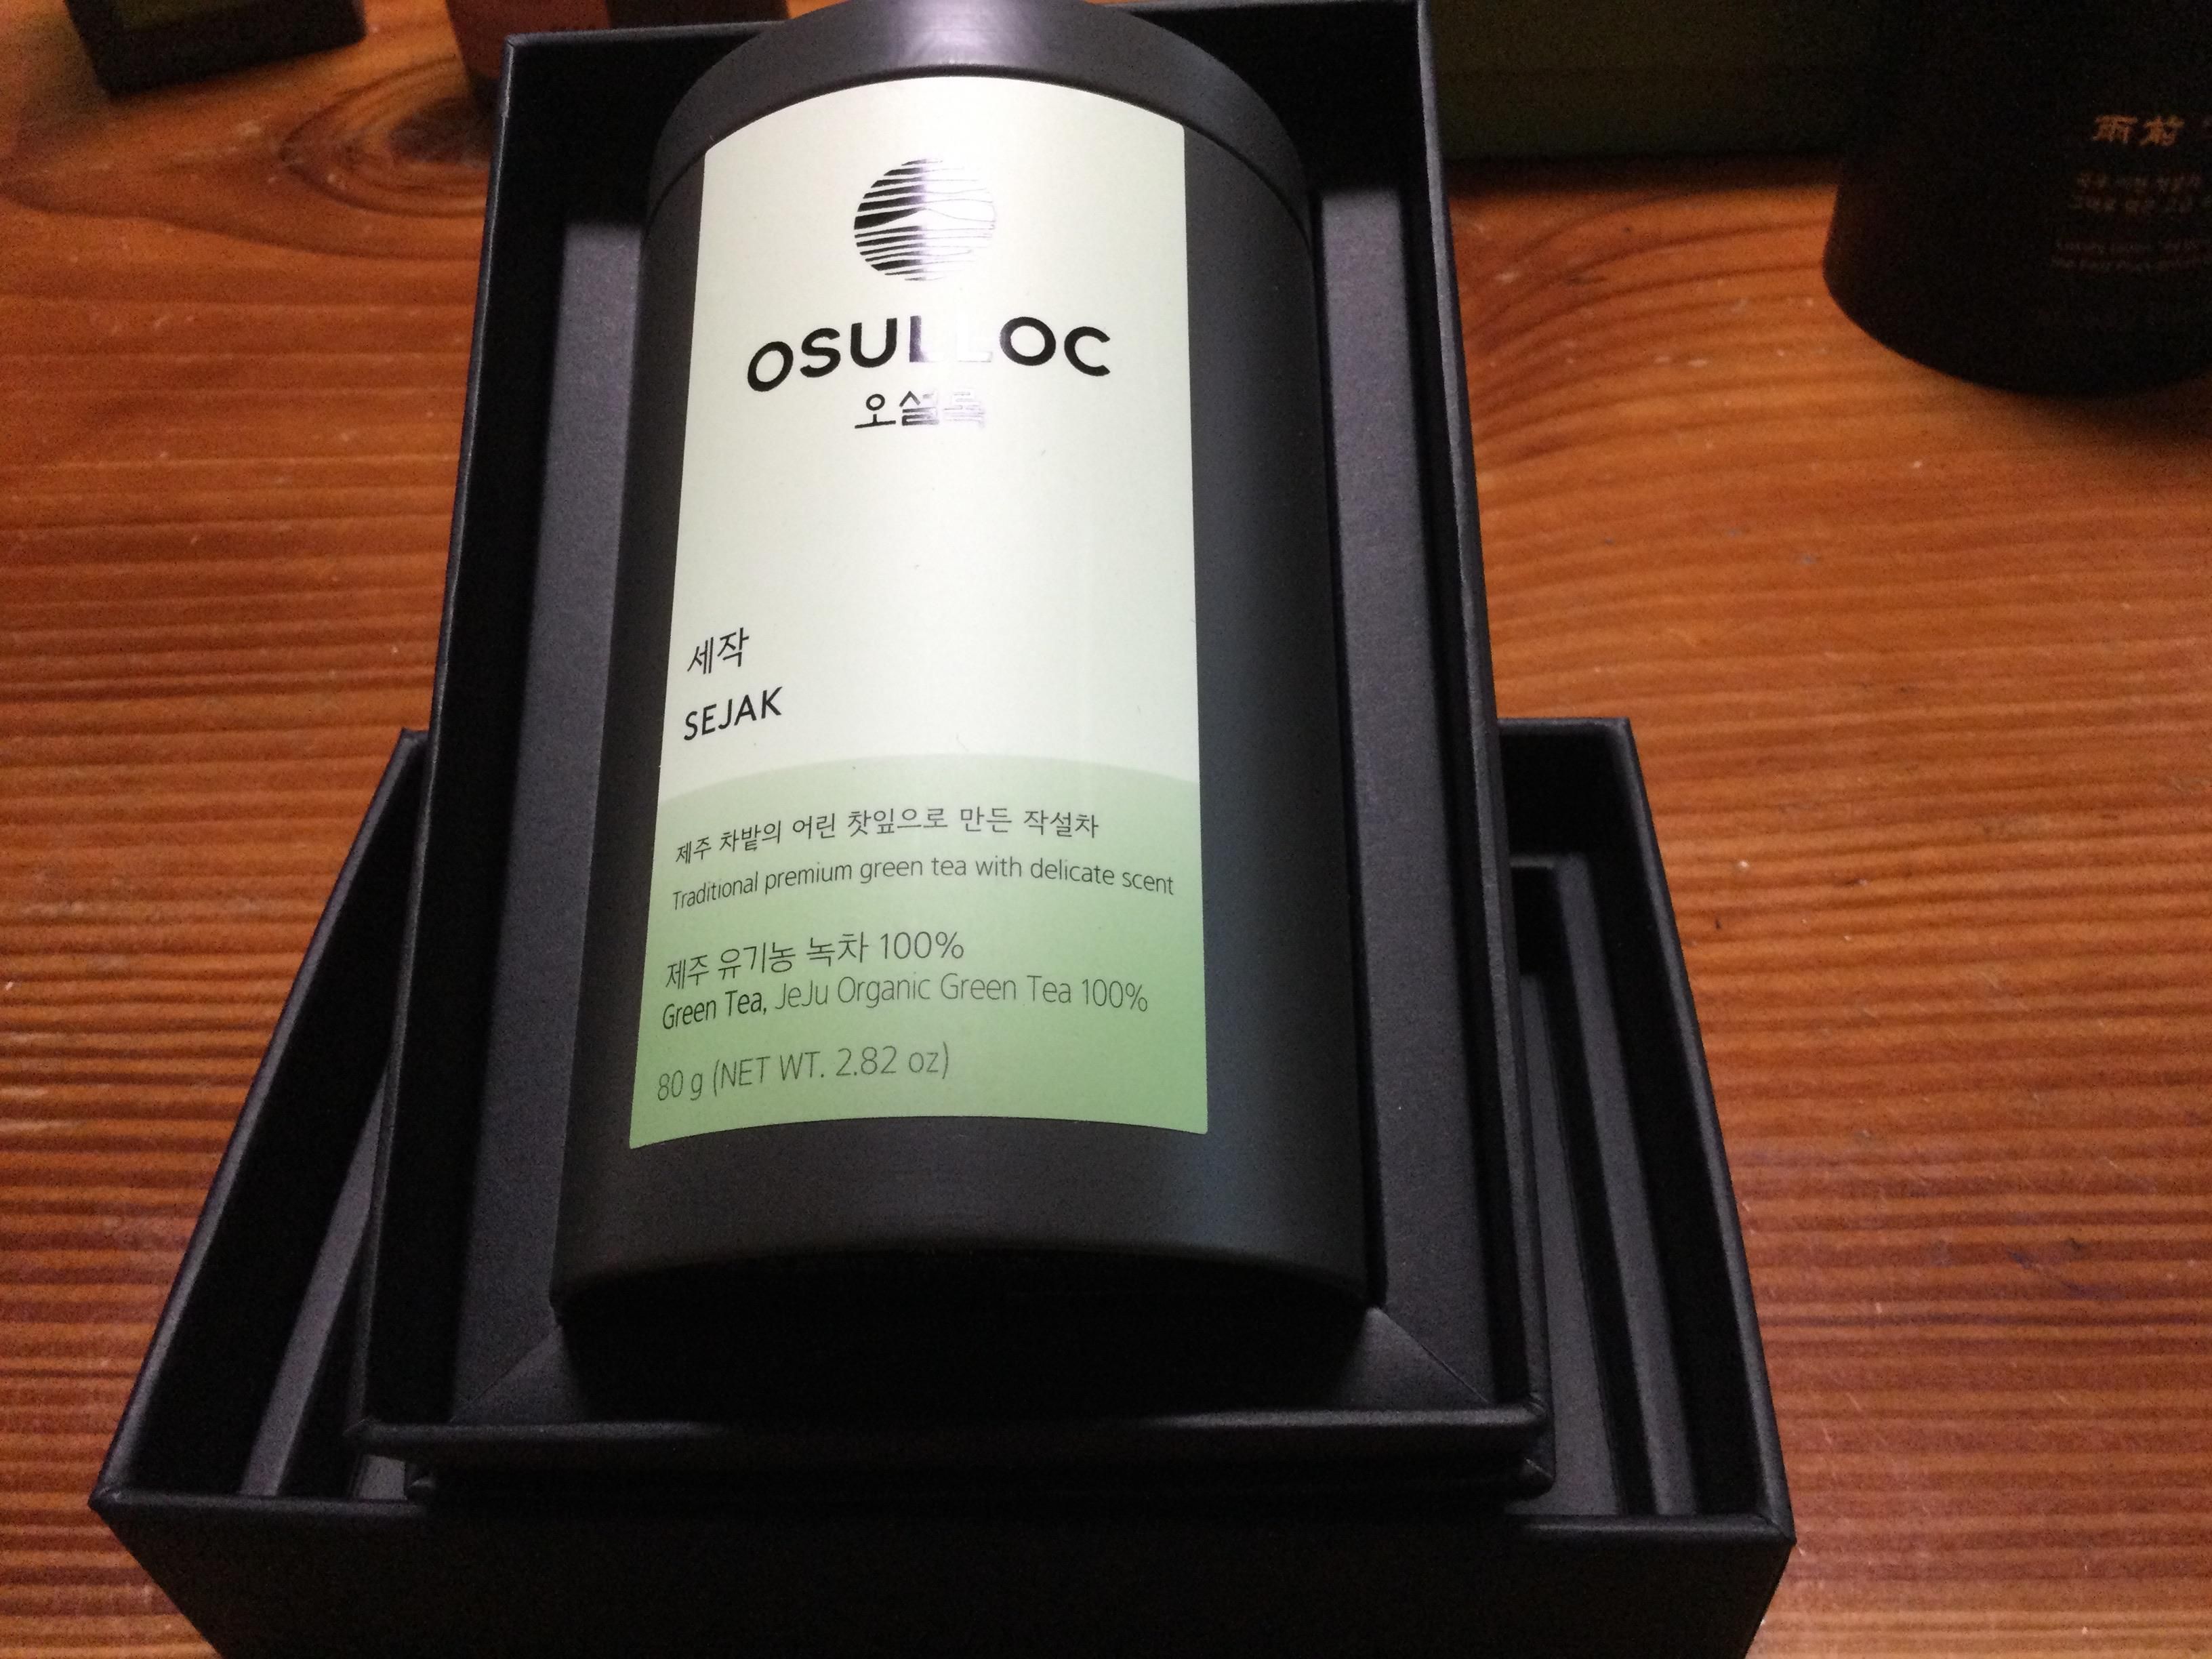 OSULLOC
오설록
세작
SEJAK
제주 차밭의 어린 찻잎으로 만든 작설차
Traditional premium green tea with delicate scent
제주 유기농 녹차 100%
Green Tea, JeJu Organic Green Tea 100%
80 g (NET WT. 2.82 oz)
雨前